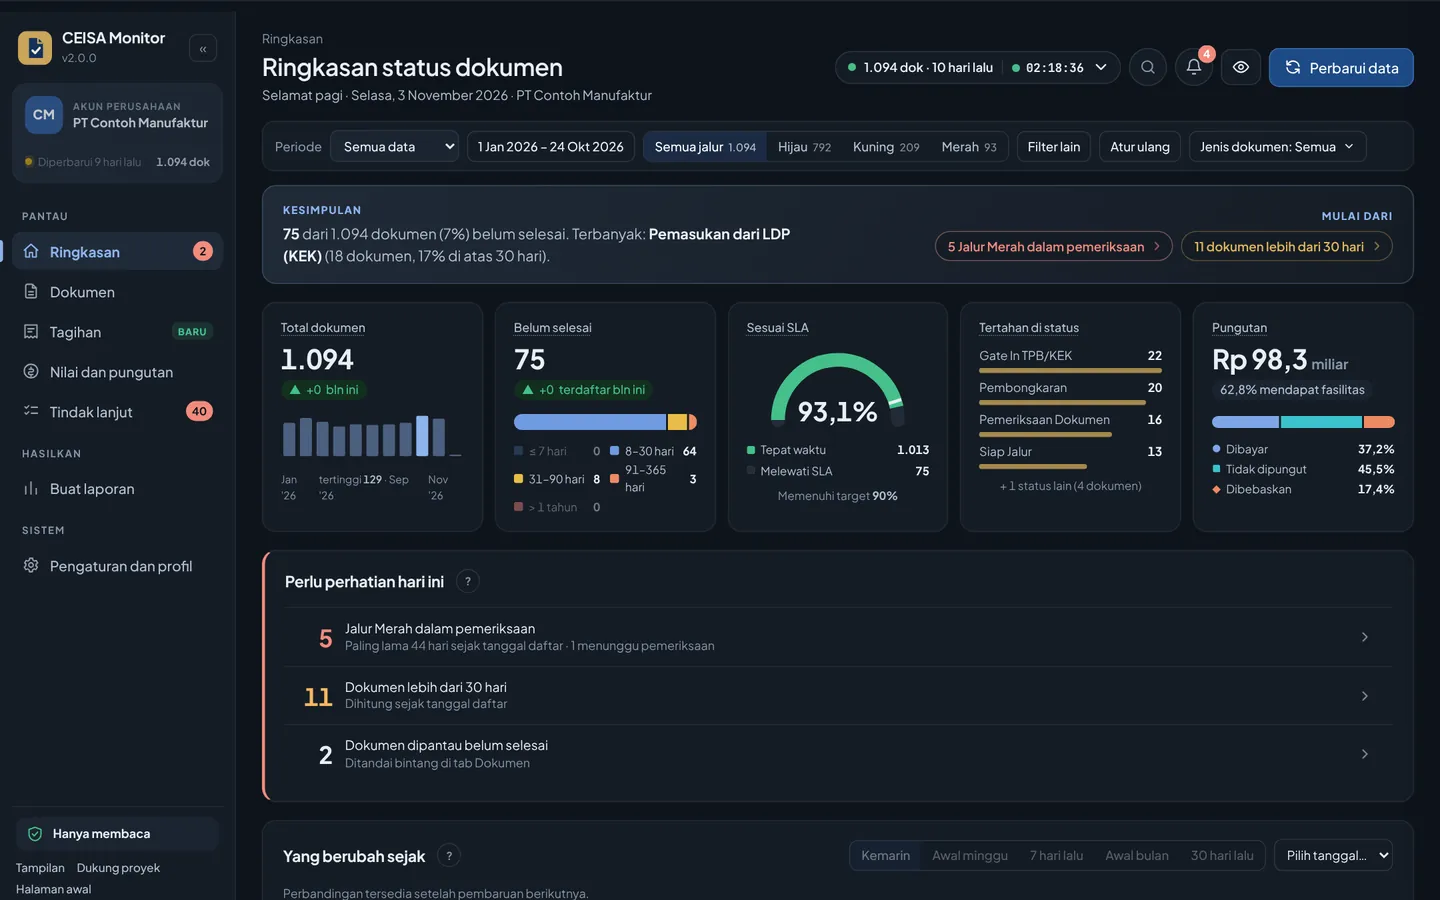 CEISA Monitor
v2.0.0
«
CM
AKUN PERUSAHAAN
PT Contoh Manufaktur
Diperbarui 9 hari lalu 1.094 dok
PANTAU
Ringkasan 2
Dokumen
Tagihan BARU
Nilai dan pungutan
Tindak lanjut 40
HASILKAN
Buat laporan
SISTEM
Pengaturan dan profil
Hanya membaca
Tampilan Dukung proyek
Halaman awal
Ringkasan
Ringkasan status dokumen
Selamat pagi · Selasa, 3 November 2026 · PT Contoh Manufaktur
1.094 dok · 10 hari lalu 02:18:36
4
Perbarui data
Periode Semua data 1 Jan 2026 – 24 Okt 2026 Semua jalur 1.094 Hijau 792 Kuning 209 Merah 93 Filter lain Atur ulang Jenis dokumen: Semua
KESIMPULAN
75 dari 1.094 dokumen (7%) belum selesai. Terbanyak: Pemasukan dari LDP
(KEK) (18 dokumen, 17% di atas 30 hari).
MULAI DARI
5 Jalur Merah dalam pemeriksaan 11 dokumen lebih dari 30 hari
Total dokumen
1.094
▲ +0 bln ini
Jan '26
tertinggi 129 · Sep '26
Nov '26
Belum selesai
75
▲ +0 terdaftar bln ini
≤ 7 hari 0 8–30 hari 64
31–90 hari 8 91–365 hari 3
> 1 tahun 0
Sesuai SLA
93,1%
Tepat waktu 1.013
Melewati SLA 75
Memenuhi target 90%
Tertahan di status
Gate In TPB/KEK 22
Pembongkaran 20
Pemeriksaan Dokumen 16
Siap Jalur 13
+ 1 status lain (4 dokumen)
Pungutan
Rp 98,3 miliar
62,8% mendapat fasilitas
Dibayar 37,2%
Tidak dipungut 45,5%
Dibebaskan 17,4%
Perlu perhatian hari ini ?
5 Jalur Merah dalam pemeriksaan
Paling lama 44 hari sejak tanggal daftar · 1 menunggu pemeriksaan
11 Dokumen lebih dari 30 hari
Dihitung sejak tanggal daftar
2 Dokumen dipantau belum selesai
Ditandai bintang di tab Dokumen
Yang berubah sejak ?
Kemarin Awal minggu 7 hari lalu Awal bulan 30 hari lalu Pilih tanggal...
Perbandingan tersedia setelah pembaruan berikutnya.